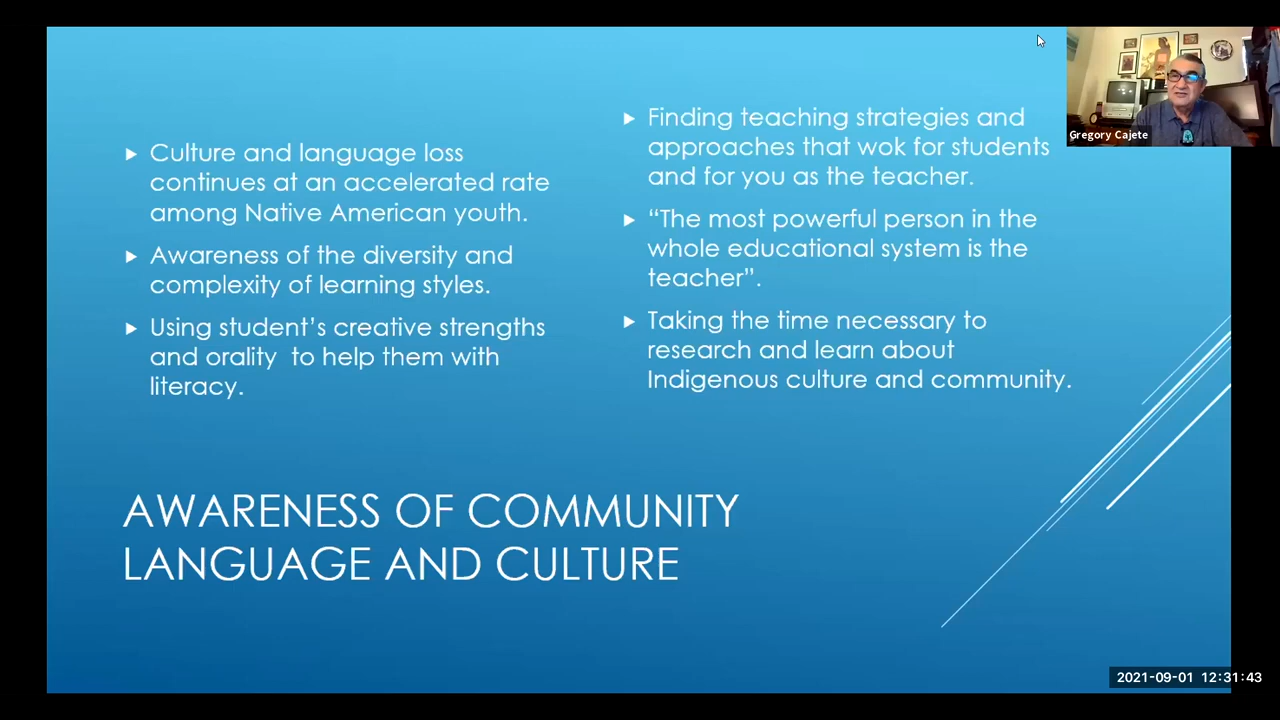 Culture and language loss
continues at an accelerated rate
among Native American youth.
Awareness of the diversity and
complexity of learning styles.
Using student’s creative strengths
and orality to help them with
literacy.
Finding teaching strategies and
approaches that wok for students
and for you as the teacher.
“The most powerful person in the
whole educational system is the
teacher”.
Taking the time necessary to
research and learn about
Indigenous culture and community.
AWARENESS OF COMMUNITY
LANGUAGE AND CULTURE
Gregory Cajete
2021-09-01 12:31:43